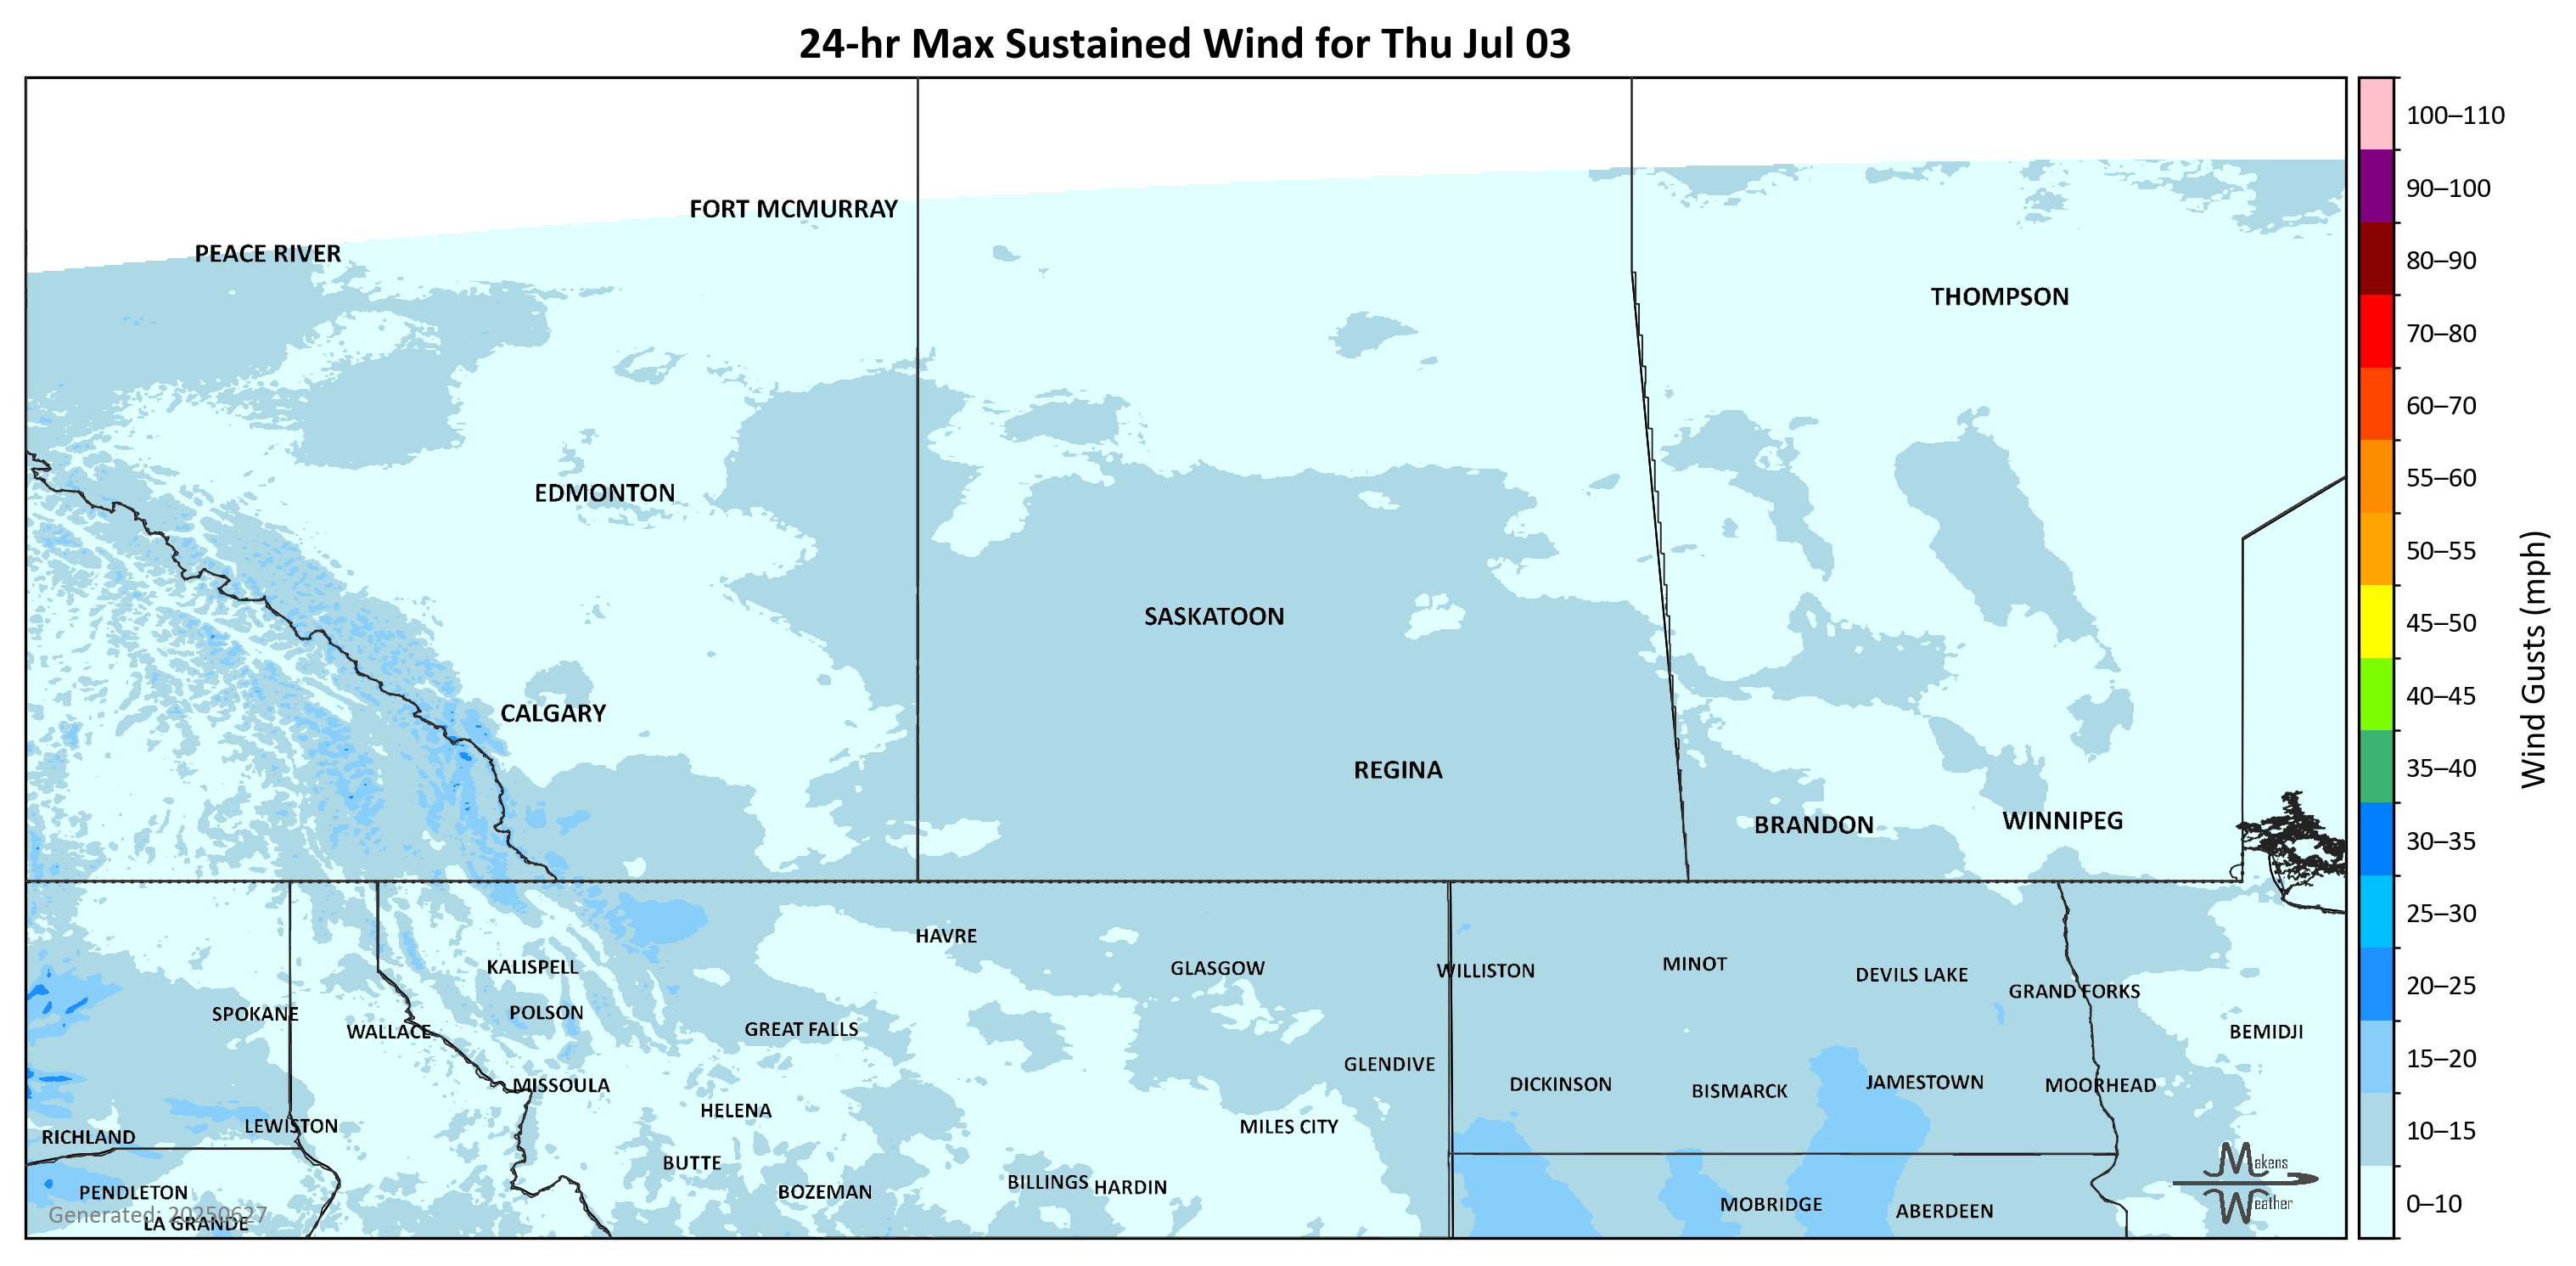 24-hr Max Sustained Wind for Thu Jul 03
FORT MCMURRAY
PEACE RIVER
THOMPSON
EDMONTON
SASKATOON
CALGARY
REGINA
BRANDON
WINNIPEG
HAVRE
KALISPELL
GLASGOW
WILLISTON
MINOT
DEVILS LAKE
GRAND FORKS
SPOKANE
POLSON
WALLACE
GREAT FALLS
BEMIDJI
GLENDIVE
MISSOULA
DICKINSON
BISMARCK
JAMESTOWN
MOORHEAD
HELENA
LEWISTON
MILES CITY
RICHLAND
BUTTE
PENDLETON
BOZEMAN
BILLINGS
HARDIN
MOBRIDGE
ABERDEEN
Generated: 20250627
LA GRANDE
Makens
Weather
100–110
90–100
80–90
70–80
60–70
55–60
50–55
45–50
40–45
35–40
30–35
25–30
20–25
15–20
10–15
0–10
Wind Gusts (mph)